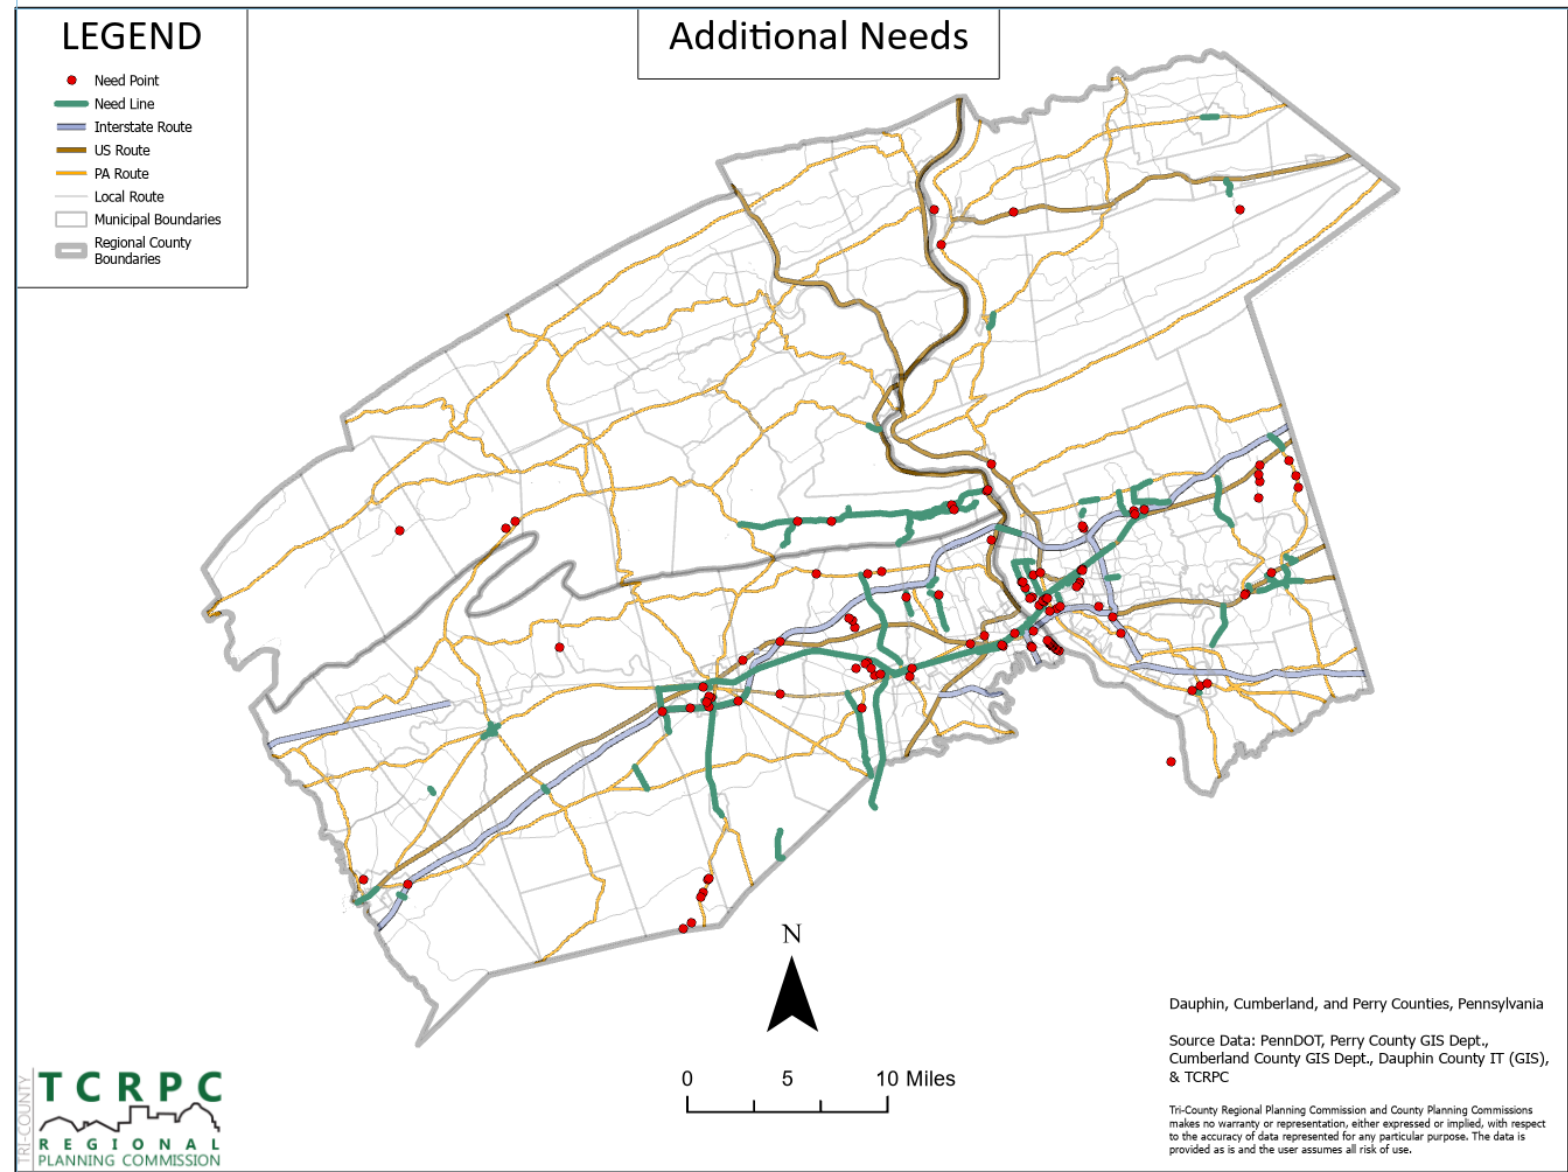 LEGEND
Need Point
Need Line
Interstate Route
US Route
PA Route
Local Route
Municipal Boundaries
Regional County
Boundaries
Additional Needs
N
0 5 10 Miles
Dauphin, Cumberland, and Perry Counties, Pennsylvania
Source Data: PennDOT, Perry County GIS Dept.,
Cumberland County GIS Dept., Dauphin County IT (GIS),
& TCRPC
Tri-County Regional Planning Commission and County Planning Commissions
makes no warranty or representation, either expressed or implied, with respect
to the accuracy of data represented for any particular purpose. The data is
provided as is and the user assumes all risk of use.
TRI-COUNTY
TCRPC
REGIONAL
PLANNING COMMISSION